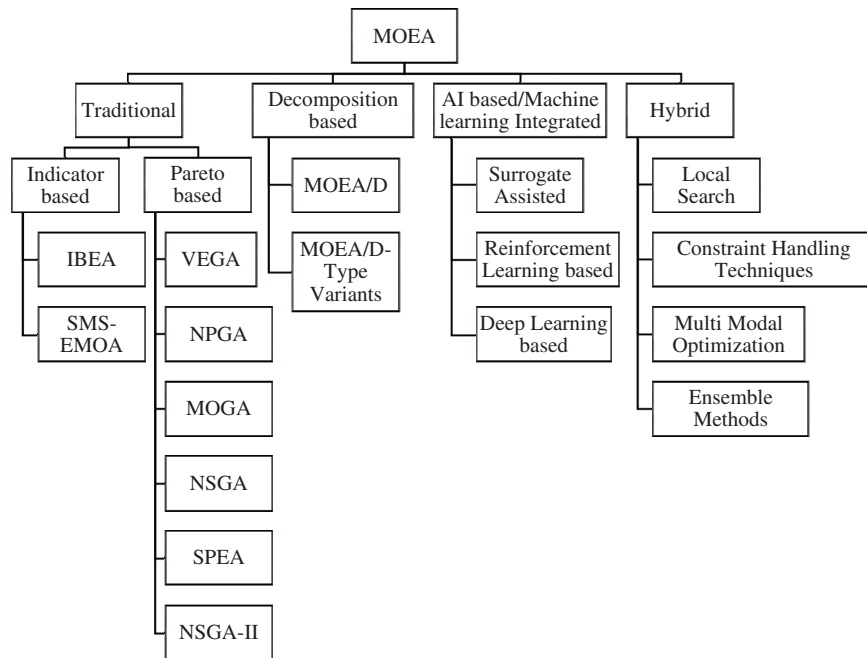 MOEA
Traditional
Decomposition
based
AI based/Machine
learning Integrated
Hybrid
Indicator
based
Pareto
based
MOEA/D
Surrogate
Assisted
Local
Search
IBEA
VEGA
MOEA/D-
Type
Variants
Reinforcement
Learning based
Constraint Handling
Techniques
SMS-
EMOA
NPGA
Deep Learning
based
Multi Modal
Optimization
MOGA
Ensemble
Methods
NSGA
SPEA
NSGA-II